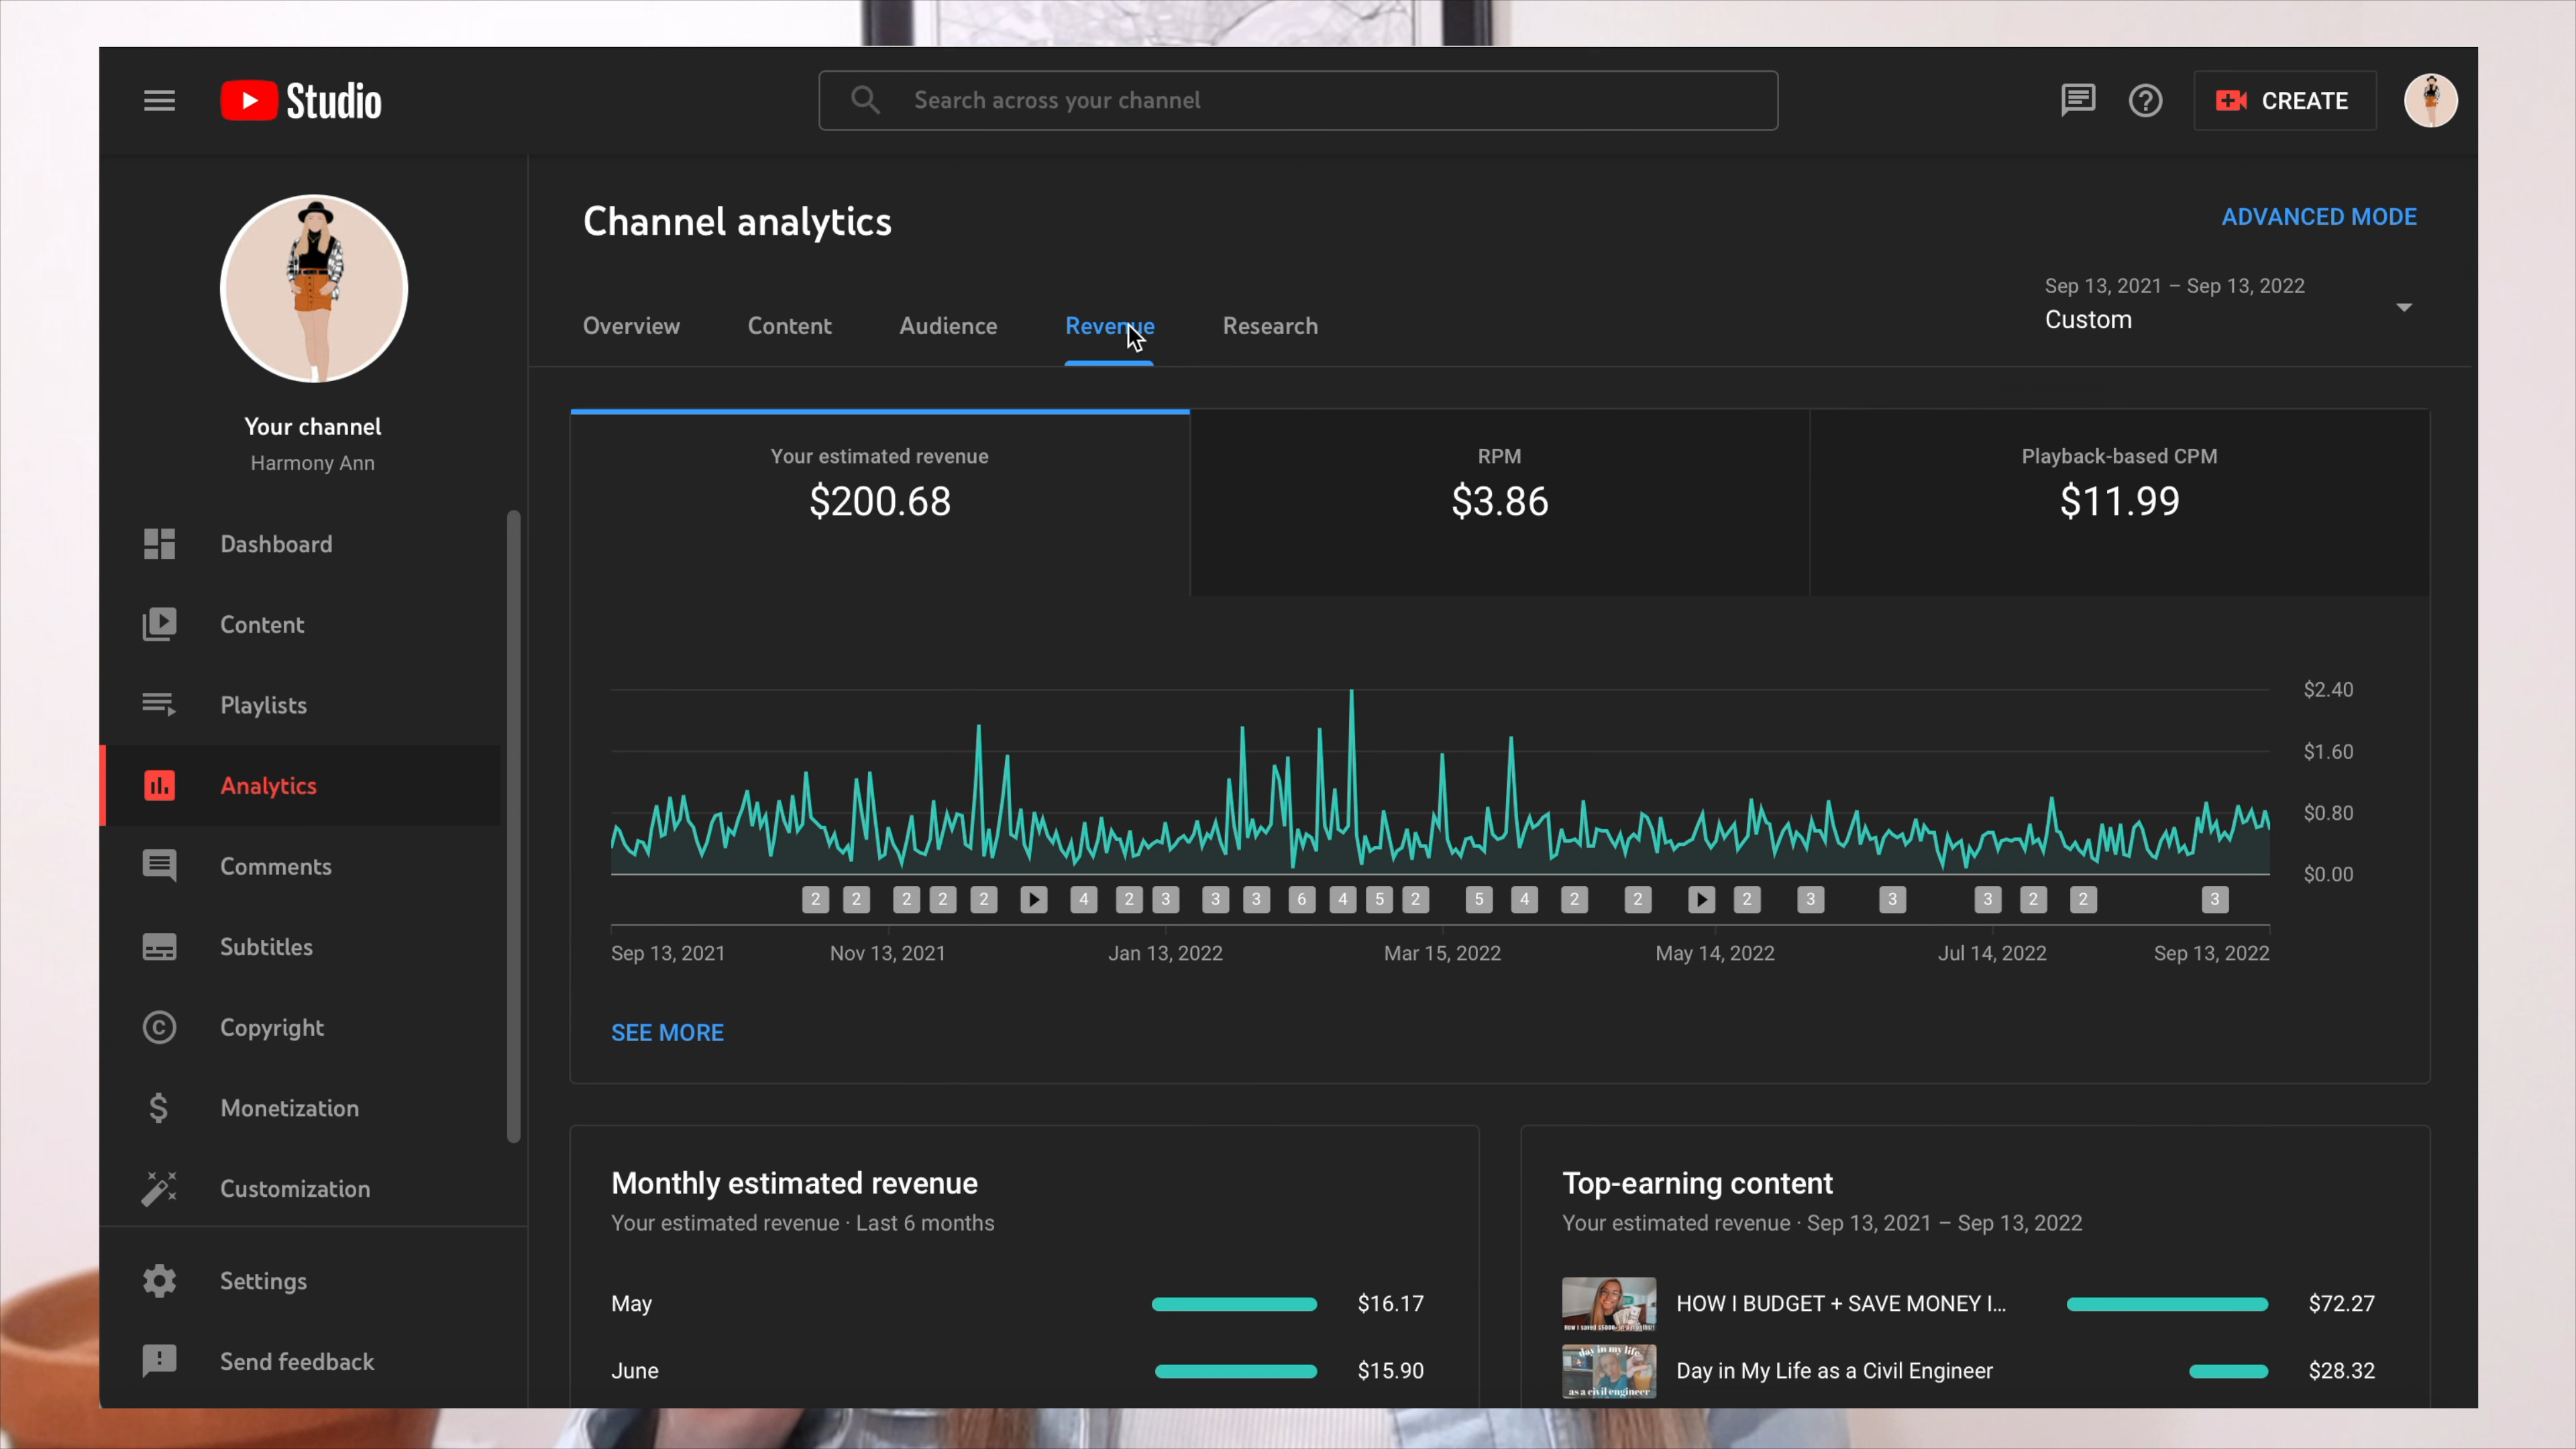 Studio
Search across your channel
CREATE
Your channel
Harmony Ann
Dashboard
Content
Playlists
Analytics
Comments
Subtitles
Copyright
Monetization
Customization
Settings
Send feedback
Channel analytics
ADVANCED MODE
Sep 13, 2021 – Sep 13, 2022
Custom
Overview Content Audience Revenue Research
Your estimated revenue
$200.68
RPM
$3.86
Playback-based CPM
$11.99
$2.40
$1.60
$0.80
$0.00
2 2 2 2 2 4 2 3 3 3 6 4 5 2 5 4 2 2 2 3 3 3 2 2 3
Sep 13, 2021 Nov 13, 2021 Jan 13, 2022 Mar 15, 2022 May 14, 2022 Jul 14, 2022 Sep 13, 2022
SEE MORE
Monthly estimated revenue
Your estimated revenue · Last 6 months
May $16.17
June $15.90
Top-earning content
Your estimated revenue · Sep 13, 2021 – Sep 13, 2022
HOW I BUDGET + SAVE MONEY I... $72.27
day in my life
as a civil engineer
Day in My Life as a Civil Engineer $28.32